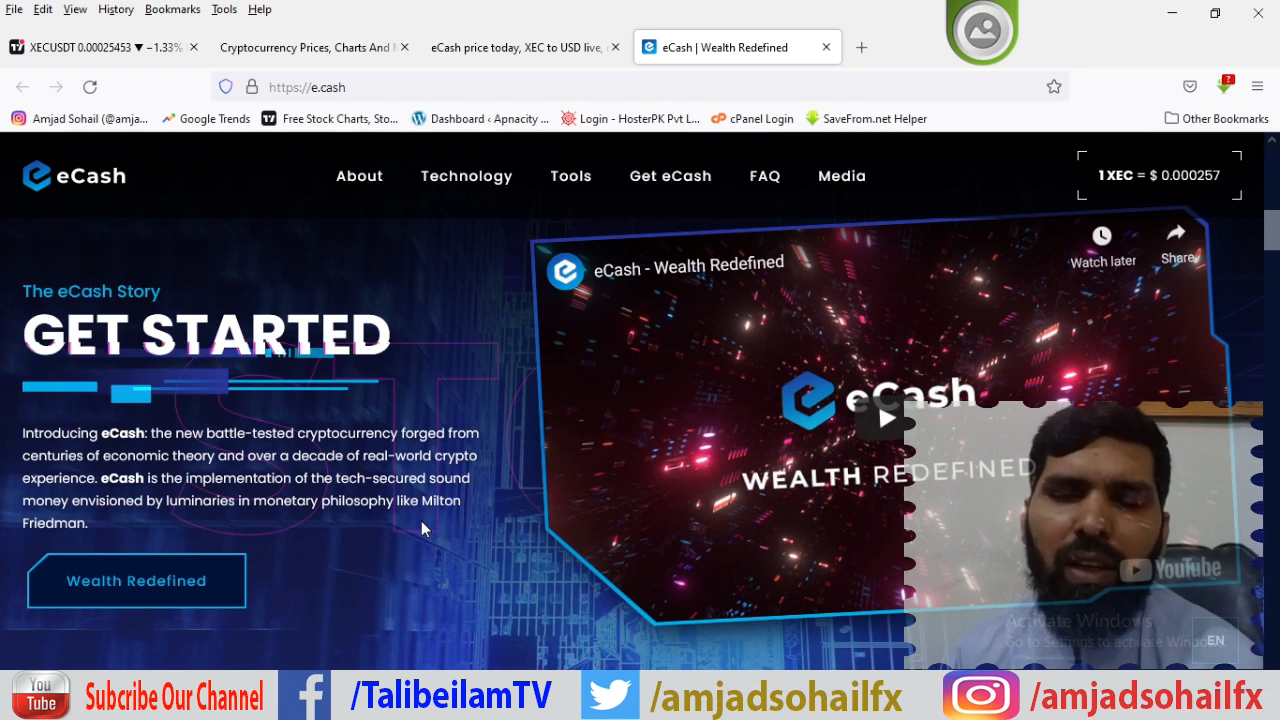 File Edit View History Bookmarks Tools Help
XECUSDT 0.00025453 ▼ −1.33%
Cryptocurrency Prices, Charts And
eCash price today, XEC to USD live,
eCash | Wealth Redefined
https://e.cash
?
Amjad Sohail (@amja...
Google Trends
Free Stock Charts, Sto...
Dashboard ‹ Apnacity ...
Login - HosterPK Pvt L...
cPanel Login
SaveFrom.net Helper
Other Bookmarks
eCash
About
Technology
Tools
Get eCash
FAQ
Media
1 XEC = $ 0.000257
The eCash Story
GET STARTED
Introducing eCash: the new battle-tested cryptocurrency forged from
centuries of economic theory and over a decade of real-world crypto
experience. eCash is the implementation of the tech-secured sound
money envisioned by luminaries in monetary philosophy like Milton
Friedman.
Wealth Redefined
eCash - Wealth Redefined
Watch later
Share
eCash
WEALTH REDEFINED
YouTube
Activate Windows
Go to Settings to activate Windows.
EN
You
Tube
Subcribe Our Channel
/TalibeilamTV
/amjadsohailfx
/amjadsohailfx